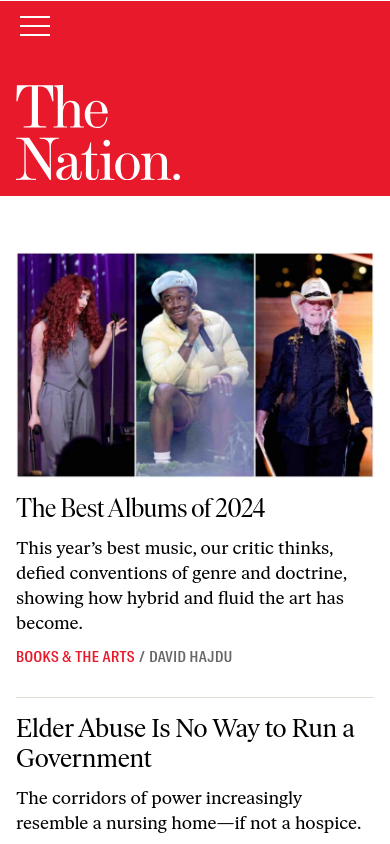 The
Nation.
The Best Albums of 2024
This year’s best music, our critic thinks,
defied conventions of genre and doctrine,
showing how hybrid and fluid the art has
become.
BOOKS & THE ARTS / DAVID HAJDU
Elder Abuse Is No Way to Run a
Government
The corridors of power increasingly
resemble a nursing home—if not a hospice.